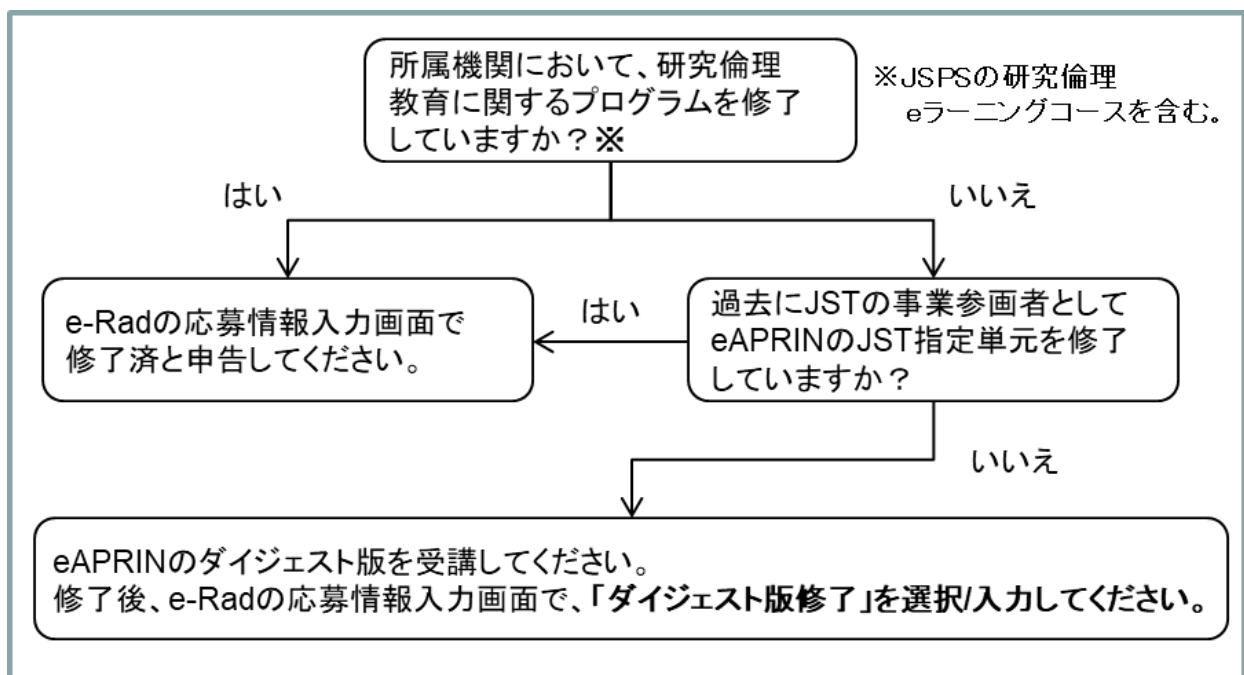 所属機関において、研究倫理
教育に関するプログラムを修了
していますか？※
※JSPSの研究倫理
eラーニングコースを含む。
はい
いいえ
e-Radの応募情報入力画面で
修了済と申告してください。
はい
過去にJSTの事業参画者として
eAPRINのJST指定単元を修了
していますか？
いいえ
eAPRINのダイジェスト版を受講してください。
修了後、e-Radの応募情報入力画面で、「ダイジェスト版修了」を選択/入力してください。